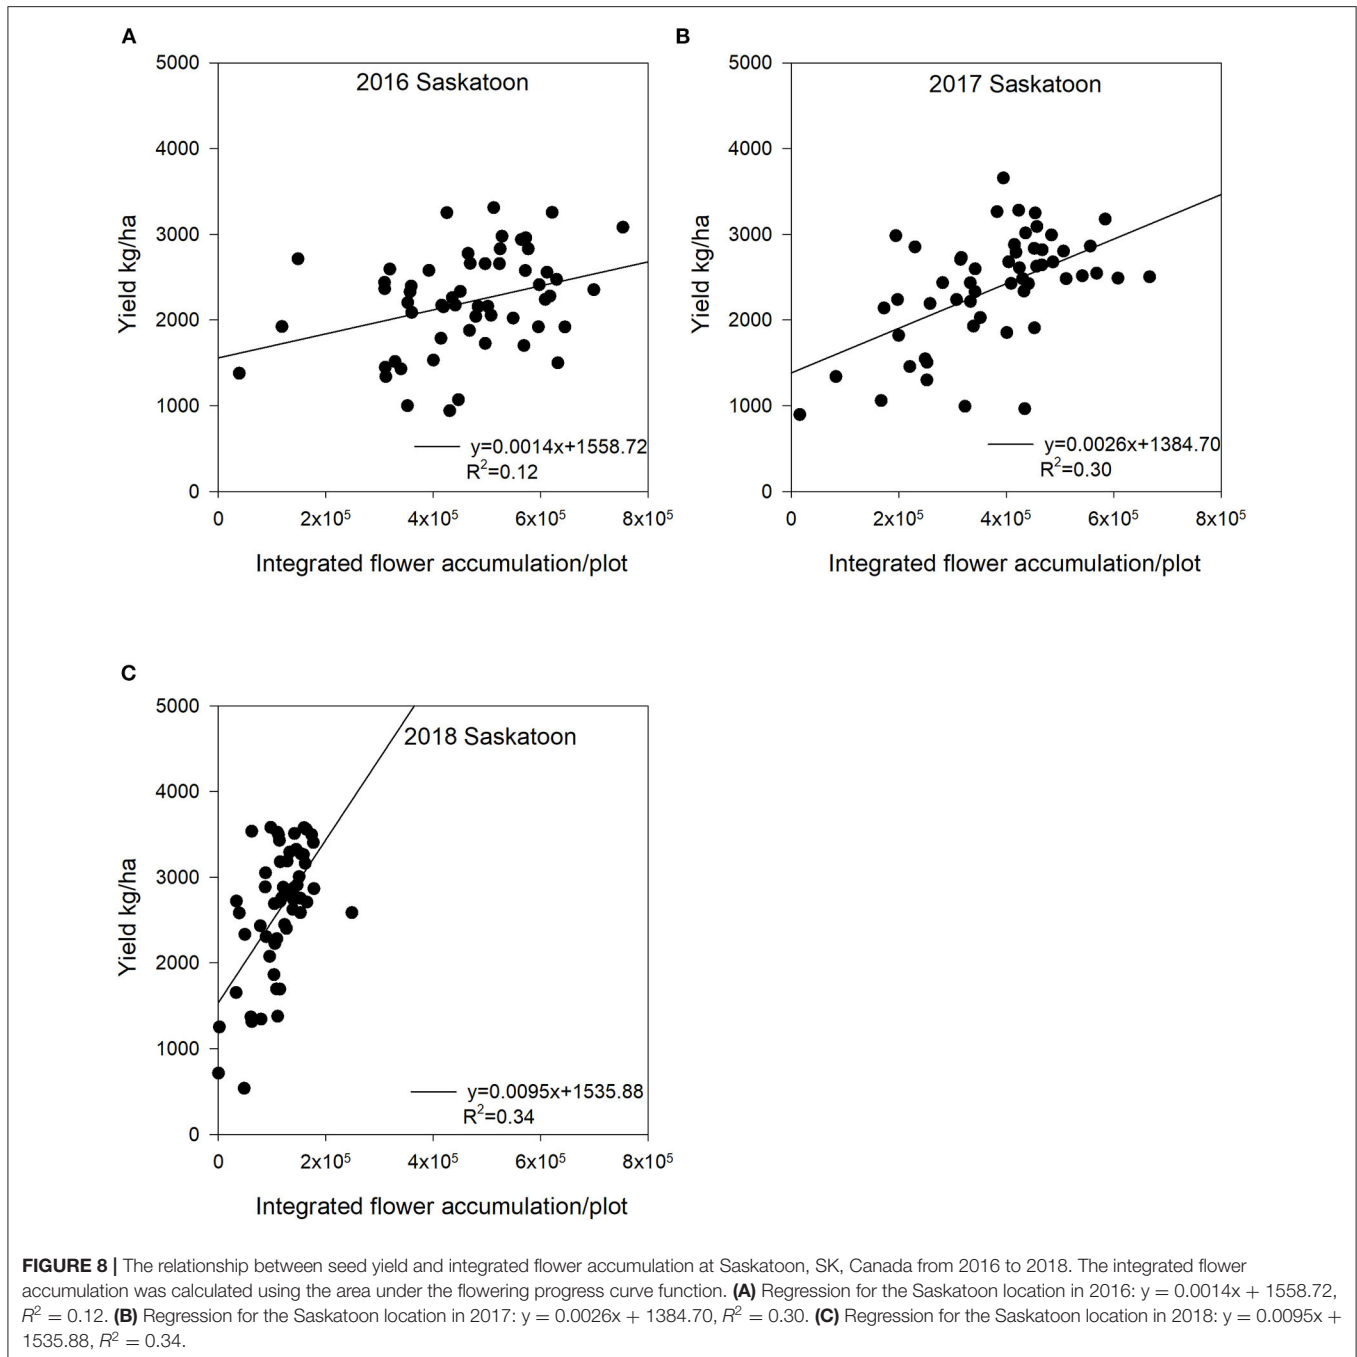 A
2016 Saskatoon
5000
4000
3000
2000
1000
0
Yield kg/ha
y=0.0014x+1558.72
R²=0.12
0 2x10⁵ 4x10⁵ 6x10⁵ 8x10⁵
Integrated flower accumulation/plot
B
2017 Saskatoon
5000
4000
3000
2000
1000
0
Yield kg/ha
y=0.0026x+1384.70
R²=0.30
0 2x10⁵ 4x10⁵ 6x10⁵ 8x10⁵
Integrated flower accumulation/plot
C
2018 Saskatoon
5000
4000
3000
2000
1000
0
Yield kg/ha
y=0.0095x+1535.88
R²=0.34
0 2x10⁵ 4x10⁵ 6x10⁵ 8x10⁵
Integrated flower accumulation/plot
FIGURE 8 | The relationship between seed yield and integrated flower accumulation at Saskatoon, SK, Canada from 2016 to 2018. The integrated flower
accumulation was calculated using the area under the flowering progress curve function. (A) Regression for the Saskatoon location in 2016: y = 0.0014x + 1558.72,
R² = 0.12. (B) Regression for the Saskatoon location in 2017: y = 0.0026x + 1384.70, R² = 0.30. (C) Regression for the Saskatoon location in 2018: y = 0.0095x +
1535.88, R² = 0.34.